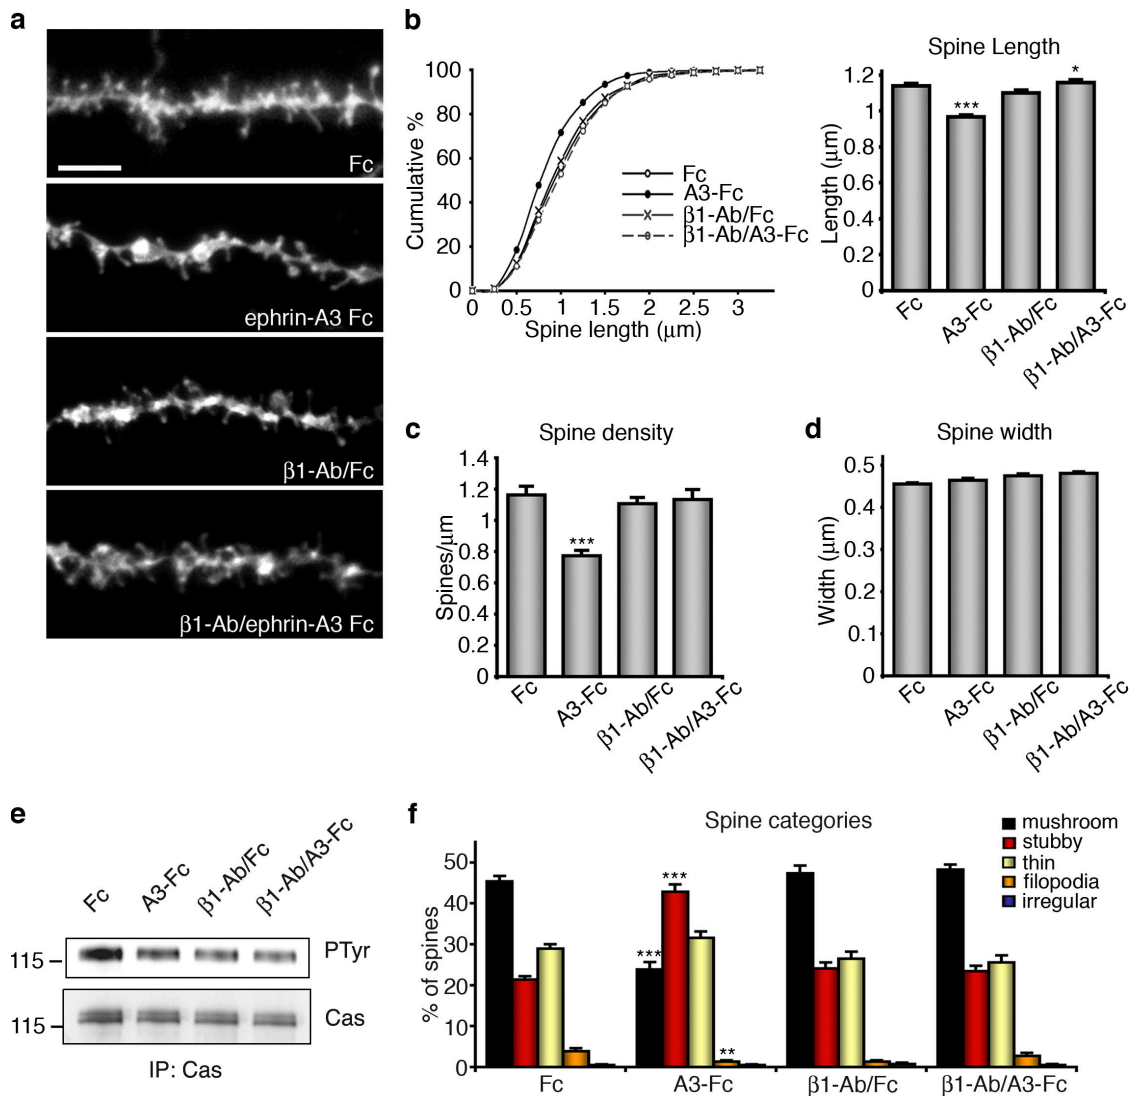 a
Fc
ephrin-A3 Fc
β1-Ab/Fc
β1-Ab/ephrin-A3 Fc
b
Cumulative %
100
80
60
40
20
0
0 0.5 1 1.5 2 2.5 3
Spine length (µm)
Fc
A3-Fc
β1-Ab/Fc
β1-Ab/A3-Fc
Spine Length
Length (µm)
1.2
1
0.8
0.6
0.4
0.2
0
***
*
Fc
A3-Fc
β1-Ab/Fc
β1-Ab/A3-Fc
c
Spine density
Spines/µm
1.4
1.2
1
0.8
0.6
0.4
0.2
0
***
Fc
A3-Fc
β1-Ab/Fc
β1-Ab/A3-Fc
d
Spine width
Width (µm)
0.5
0.4
0.3
0.2
0.1
0
Fc
A3-Fc
β1-Ab/Fc
β1-Ab/A3-Fc
e
Fc
A3-Fc
β1-Ab/Fc
β1-Ab/A3-Fc
115
PTyr
115
Cas
IP: Cas
f
Spine categories
% of spines
50
40
30
20
10
0
***
***
**
mushroom
stubby
thin
filopodia
irregular
Fc
A3-Fc
β1-Ab/Fc
β1-Ab/A3-Fc